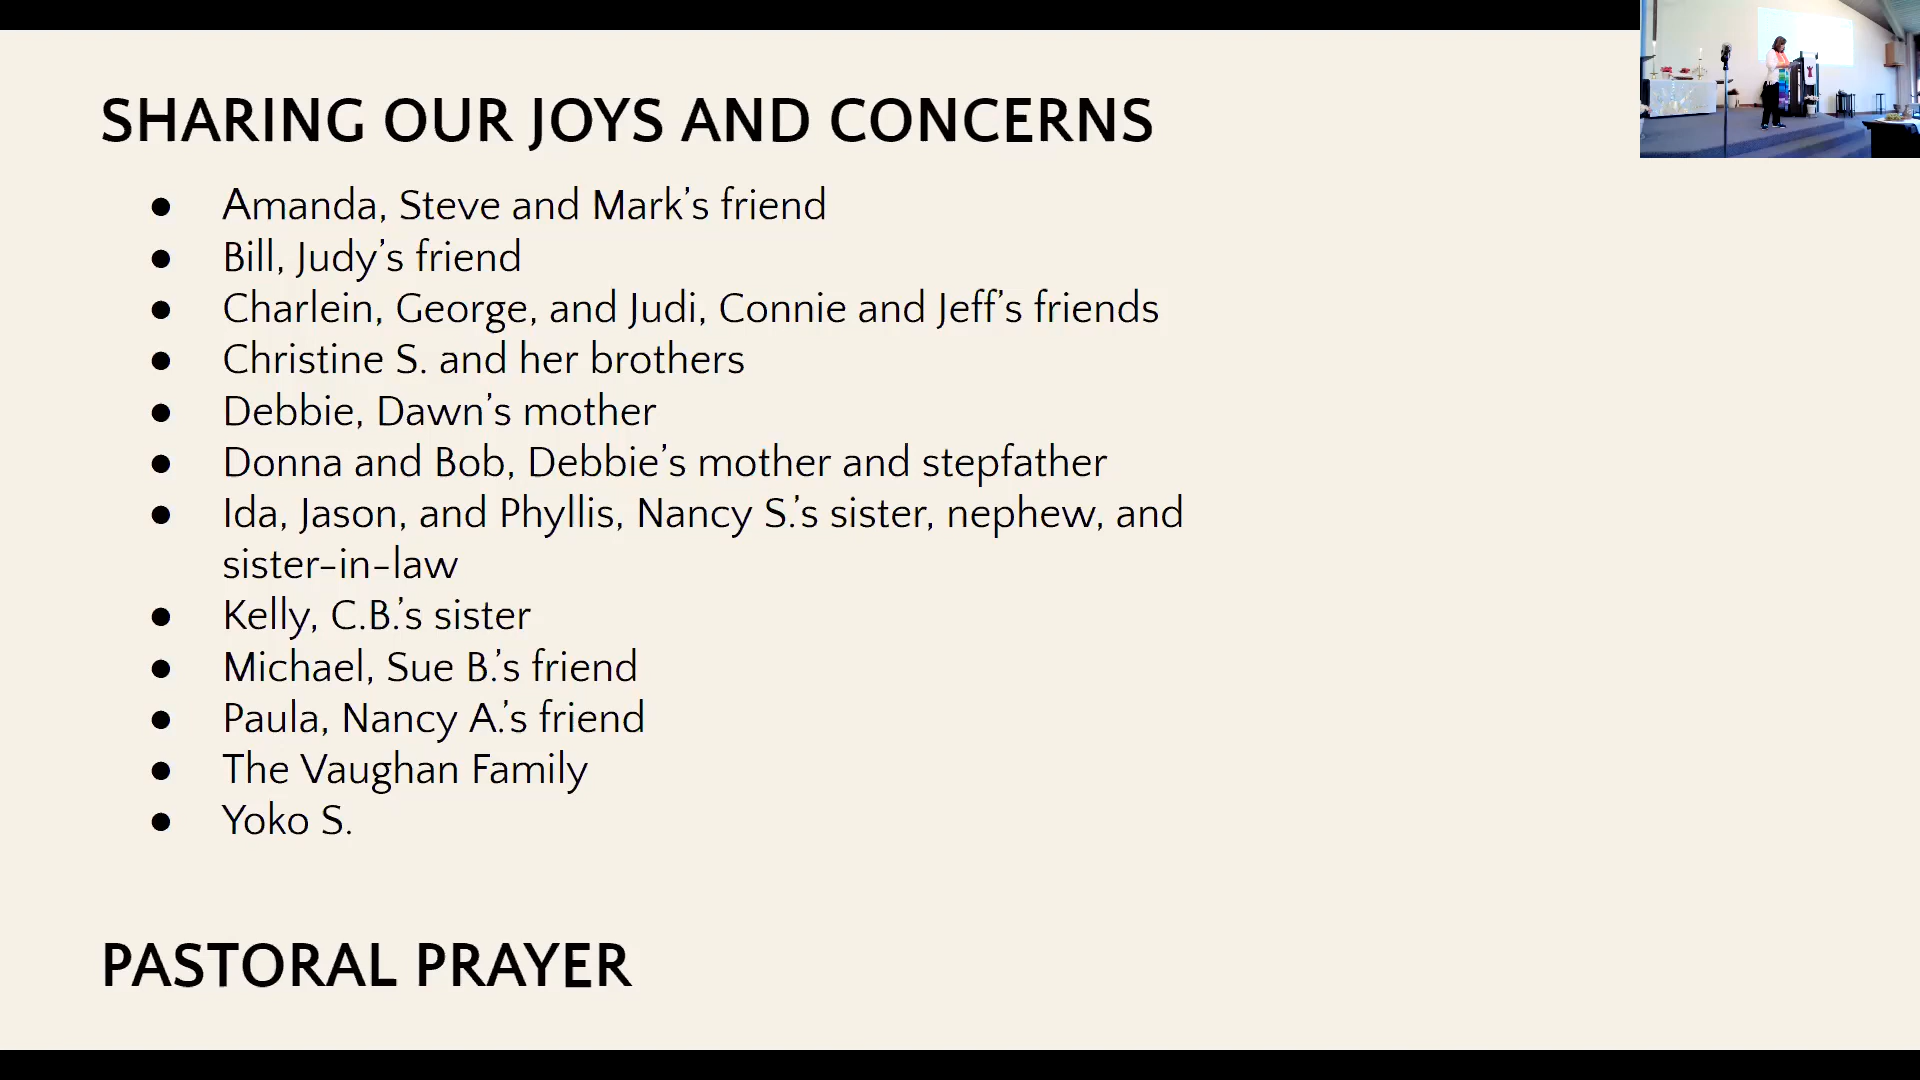 SHARING OUR JOYS AND CONCERNS
● Amanda, Steve and Mark’s friend
● Bill, Judy’s friend
● Charlein, George, and Judi, Connie and Jeff’s friends
● Christine S. and her brothers
● Debbie, Dawn’s mother
● Donna and Bob, Debbie’s mother and stepfather
● Ida, Jason, and Phyllis, Nancy S.’s sister, nephew, and
sister-in-law
● Kelly, C.B.’s sister
● Michael, Sue B.’s friend
● Paula, Nancy A.’s friend
● The Vaughan Family
● Yoko S.
PASTORAL PRAYER